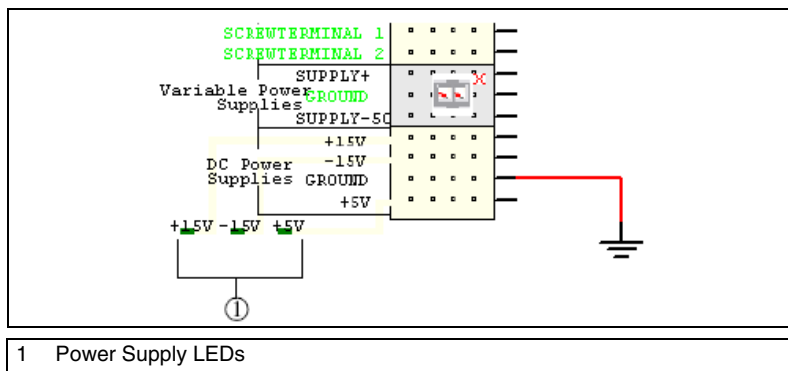 SCREWTERMINAL 1
SCREWTERMINAL 2
SUPPLY+
Variable Power
Supplies
GROUND
SUPPLY-
+15V
-15V
DC Power
Supplies
GROUND
+5V
+15V -15V +5V
①
1 Power Supply LEDs